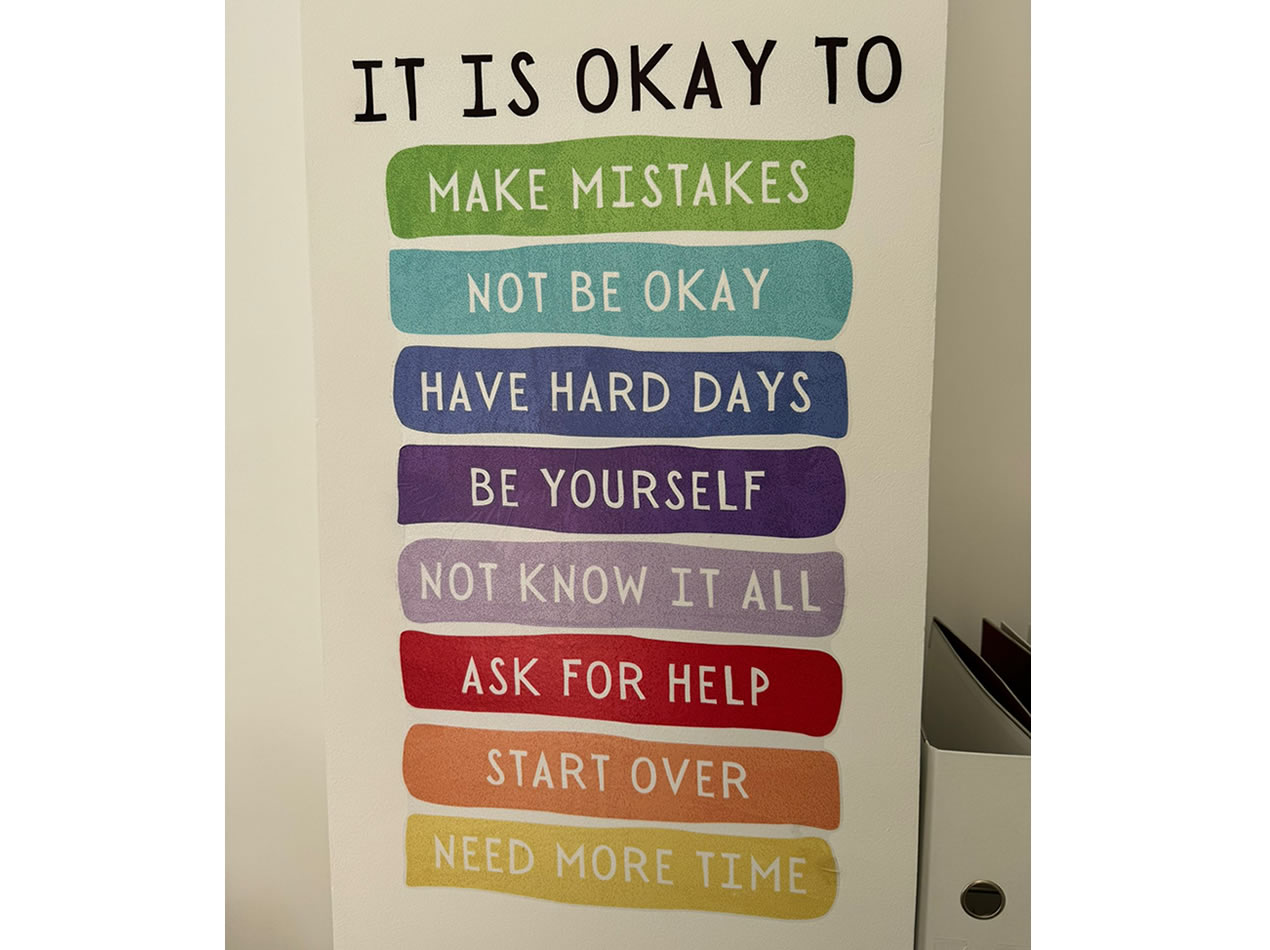 IT IS OKAY TO
MAKE MISTAKES
NOT BE OKAY
HAVE HARD DAYS
BE YOURSELF
NOT KNOW IT ALL
ASK FOR HELP
START OVER
NEED MORE TIME